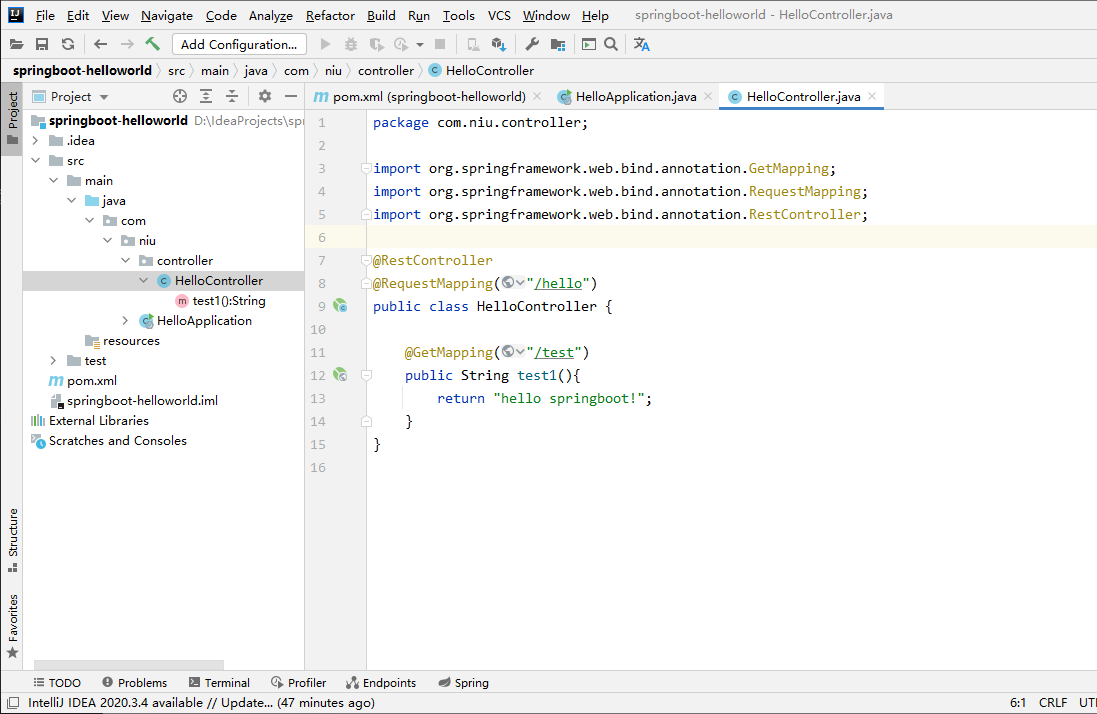 File Edit View Navigate Code Analyze Refactor Build Run Tools VCS Window Help springboot-helloworld - HelloController.java
Add Configuration...
springboot-helloworld src main java com niu controller HelloController
Project
pom.xml (springboot-helloworld) HelloApplication.java HelloController.java
Project
springboot-helloworld D:\IdeaProjects\spr
.idea
src
main
java
com
niu
controller
HelloController
test1():String
HelloApplication
resources
test
pom.xml
springboot-helloworld.iml
External Libraries
Scratches and Consoles
1 package com.niu.controller;
2
3 import org.springframework.web.bind.annotation.GetMapping;
4 import org.springframework.web.bind.annotation.RequestMapping;
5 import org.springframework.web.bind.annotation.RestController;
6
7 @RestController
8 @RequestMapping("/hello")
9 public class HelloController {
10
11 @GetMapping("/test")
12 public String test1(){
13 return "hello springboot!";
14 }
15 }
16
Structure
Favorites
TODO Problems Terminal Profiler Endpoints Spring
IntelliJ IDEA 2020.3.4 available // Update... (47 minutes ago) 6:1 CRLF UTF